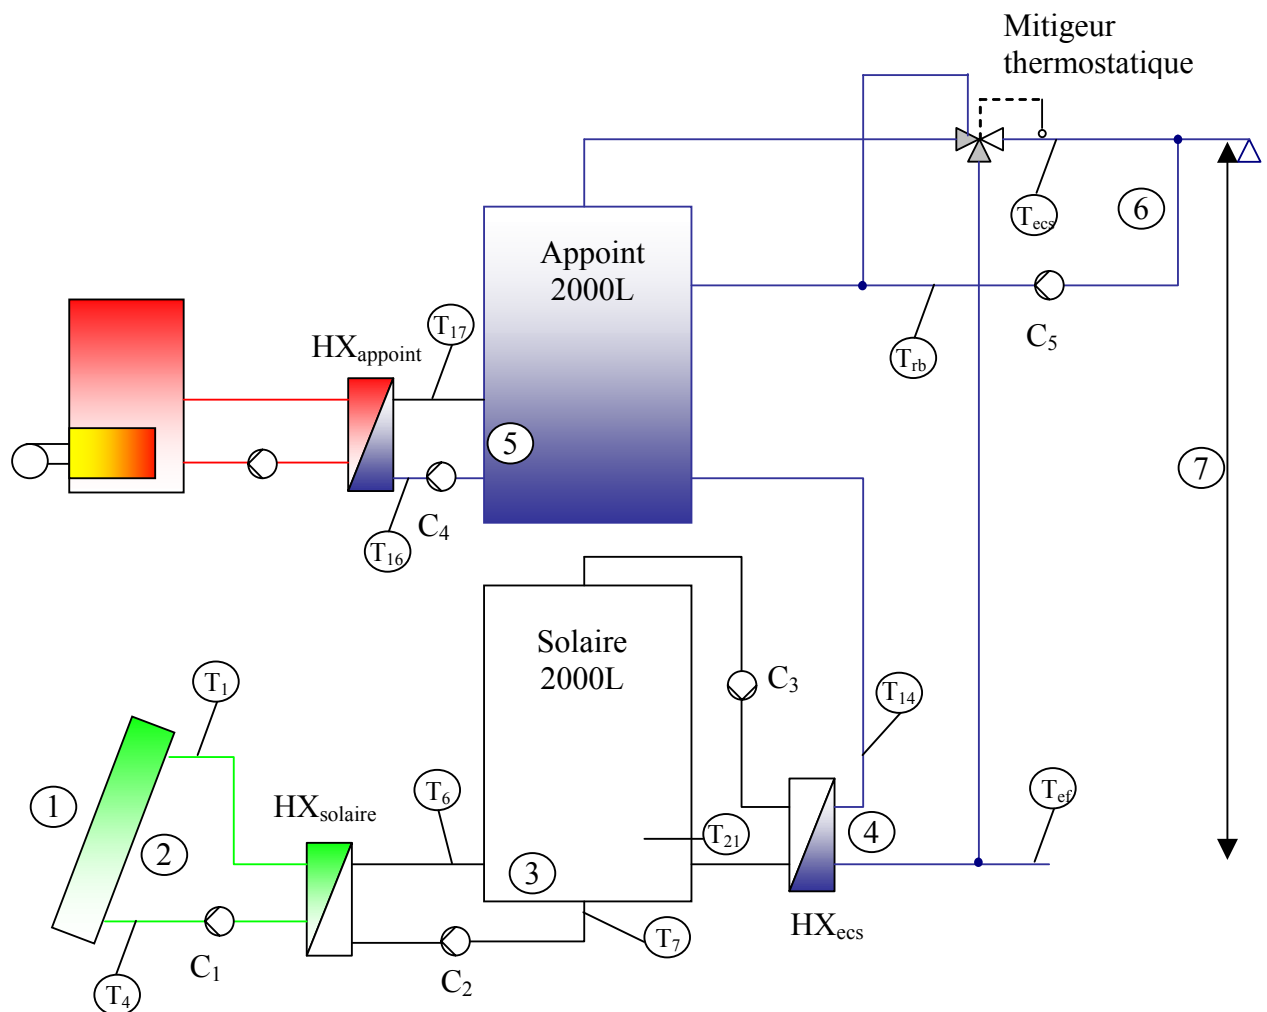 Mitigeur
thermostatique
Tecs
6
Appoint
2000L
T17
HXappoint
C5
Trb
5
7
C4
T16
Solaire
2000L
C3
T1
T14
T6
Tef
1
HXsolaire
T21
4
2
3
HXecs
T7
C1
C2
T4